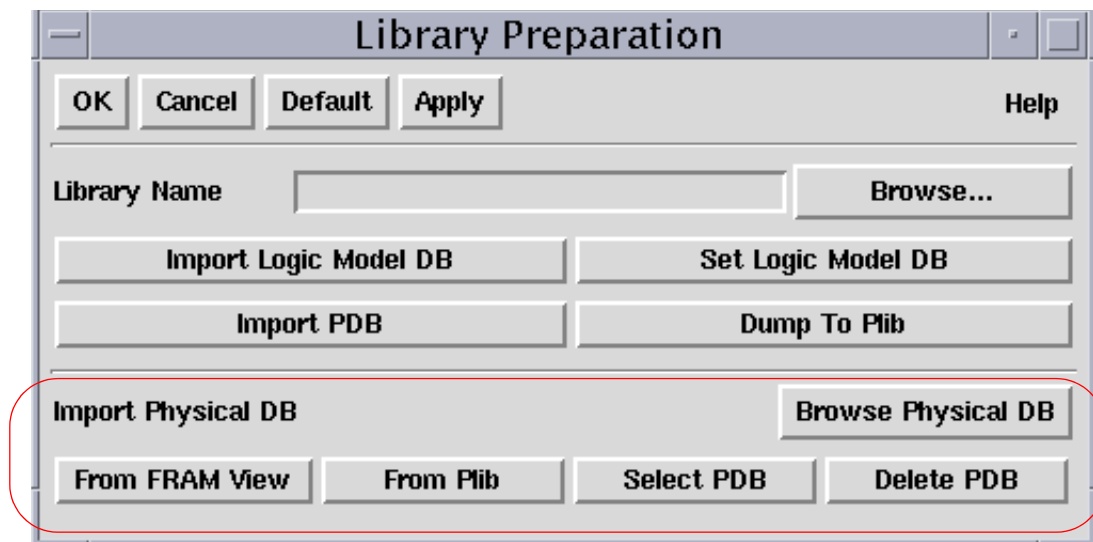 Library Preparation
OK Cancel Default Apply Help
Library Name Browse...
Import Logic Model DB Set Logic Model DB
Import PDB Dump To Plib
Import Physical DB Browse Physical DB
From FRAM View From Plib Select PDB Delete PDB